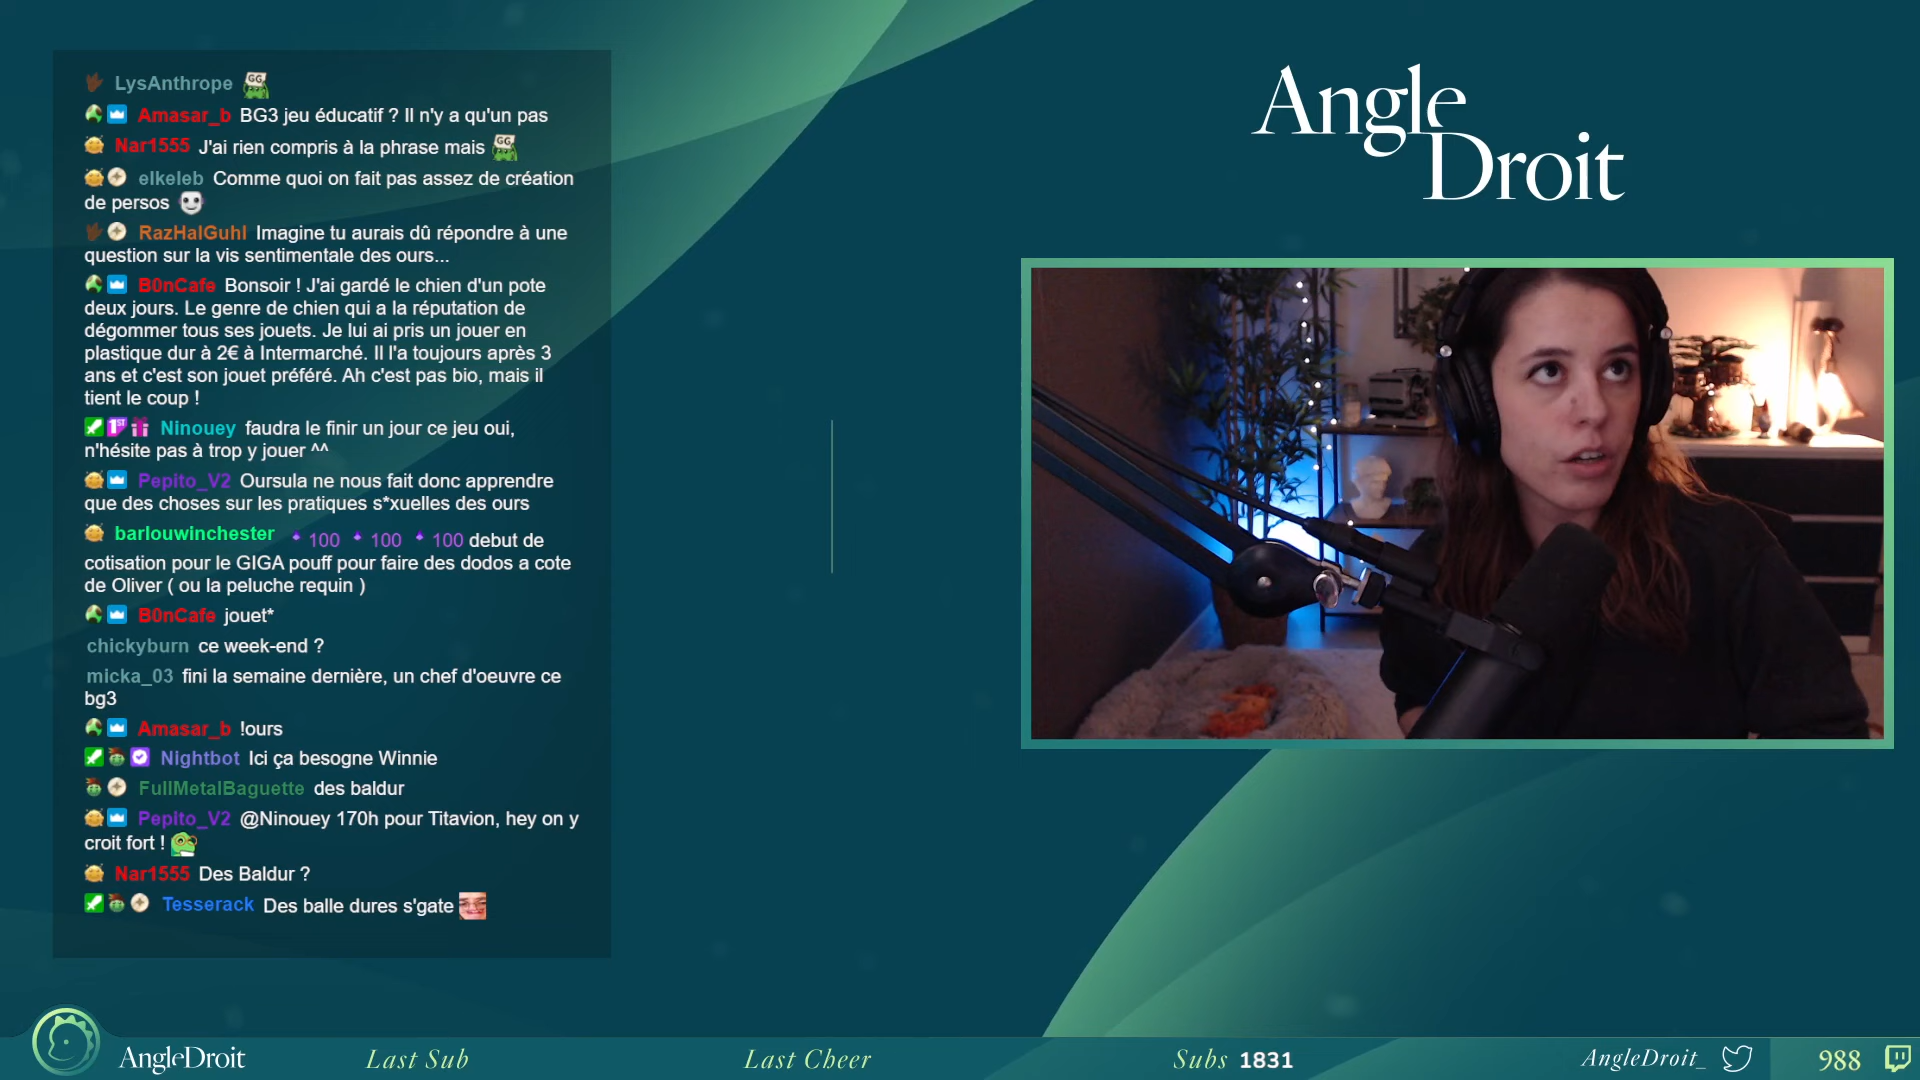 LysAnthrope
Amasar_b BG3 jeu éducatif ? Il n'y a qu'un pas
Nar1555 J'ai rien compris à la phrase mais
elkeleb Comme quoi on fait pas assez de création
de persos
RazHalGuhl Imagine tu aurais dû répondre à une
question sur la vis sentimentale des ours...
B0nCafe Bonsoir ! J'ai gardé le chien d'un pote
deux jours. Le genre de chien qui a la réputation de
dégommer tous ses jouets. Je lui ai pris un jouer en
plastique dur à 2€ à Intermarché. Il l'a toujours après 3
ans et c'est son jouet préféré. Ah c'est pas bio, mais il
tient le coup !
1ST Ninouey faudra le finir un jour ce jeu oui,
n'hésite pas à trop y jouer ^^
Pepito_V2 Oursula ne nous fait donc apprendre
que des choses sur les pratiques s*xuelles des ours
barlouwinchester 100 100 100 debut de
cotisation pour le GIGA pouff pour faire des dodos a cote
de Oliver ( ou la peluche requin )
B0nCafe jouet*
chickyburn ce week-end ?
micka_03 fini la semaine dernière, un chef d'oeuvre ce
bg3
Amasar_b !ours
Nightbot Ici ça besogne Winnie
FullMetalBaguette des baldur
Pepito_V2 @Ninouey 170h pour Titavion, hey on y
croit fort !
Nar1555 Des Baldur ?
Tesserack Des balle dures s'gate
Angle
Droit
AngleDroit
Last Sub
Last Cheer
Subs 1831
AngleDroit_
988